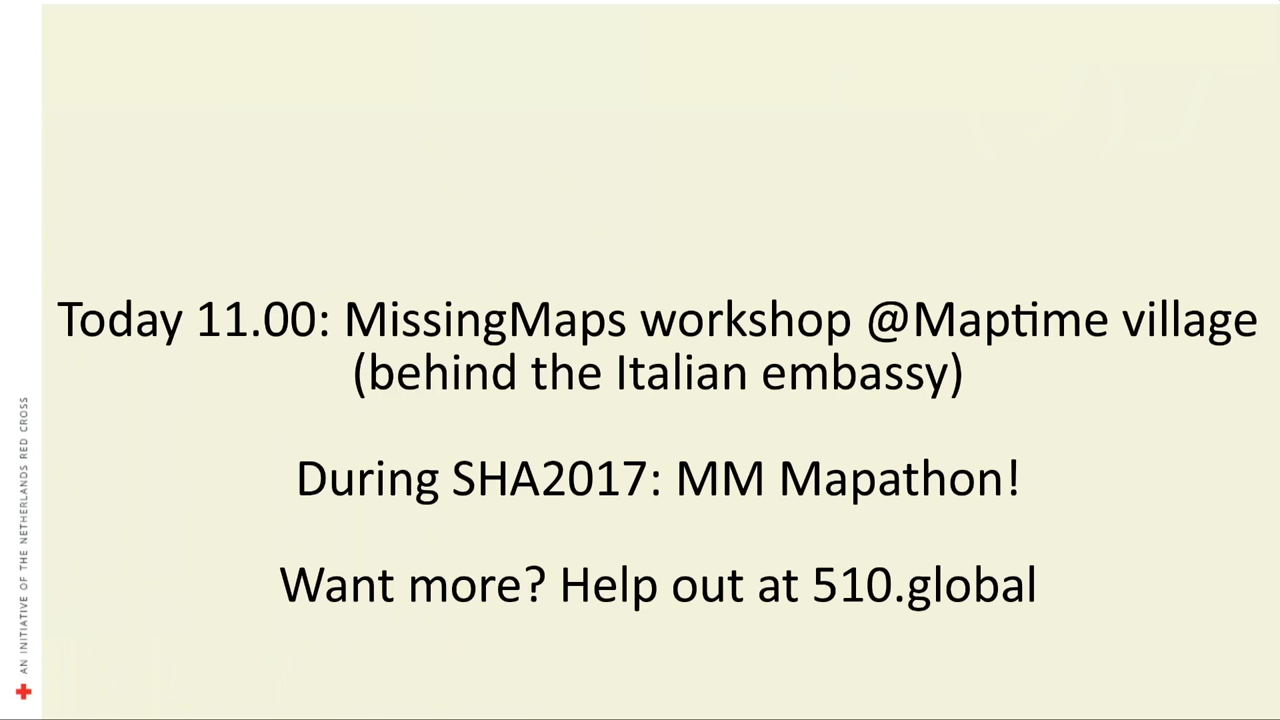 Today 11.00: MissingMaps workshop @Maptime village
(behind the Italian embassy)
During SHA2017: MM Mapathon!
Want more? Help out at 510.global
AN INITIATIVE OF THE NETHERLANDS RED CROSS